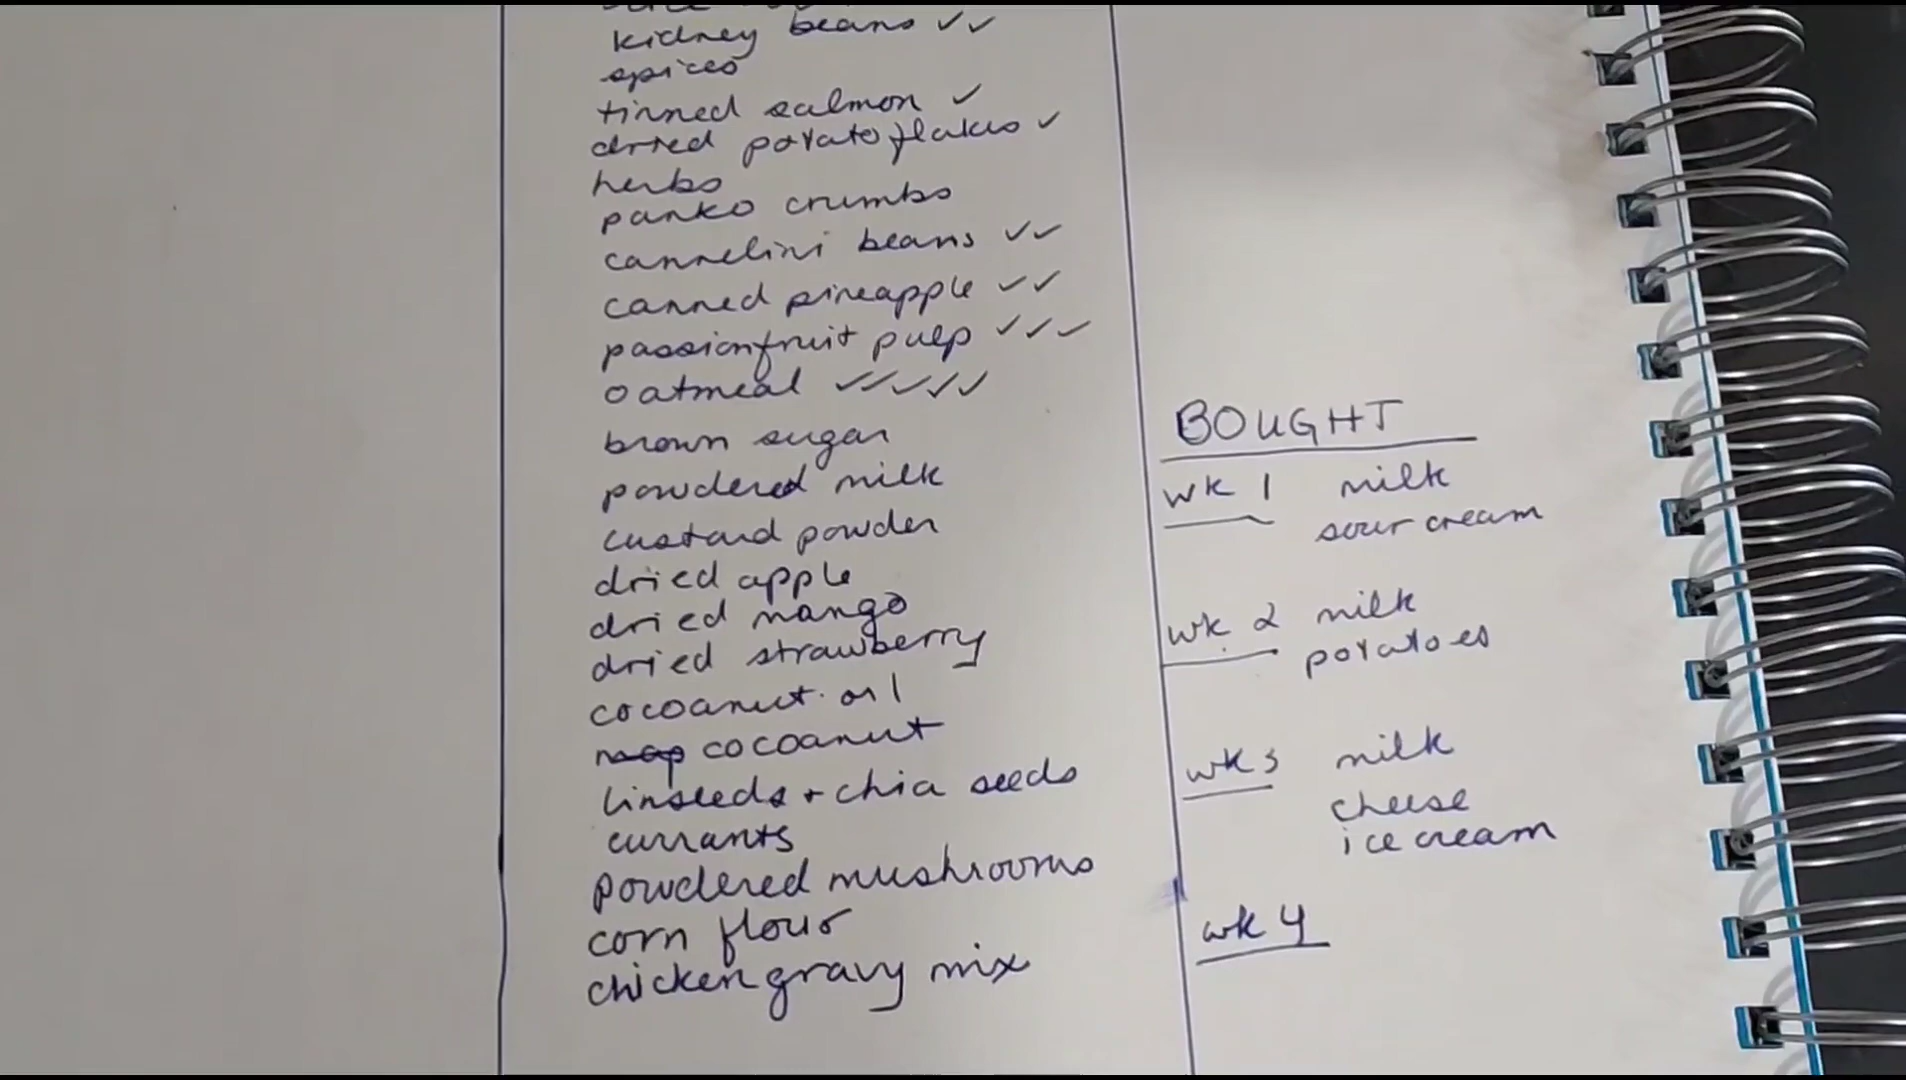 kidney beans ✓✓
spices
tinned salmon ✓
dried potato flakes ✓
herbs
panko crumbs
cannelini beans ✓✓
canned pineapple ✓✓
passionfruit pulp ✓✓✓
oatmeal ✓✓✓✓✓
brown sugar
powdered milk
custard powder
dried apple
dried mango
dried strawberry
cocoanut oil
cocoanut
linseeds + chia seeds
currants
powdered mushrooms
corn flour
chicken gravy mix
BOUGHT
wk 1 milk
sour cream
wk 2 milk
potatoes
wk 3 milk
cheese
ice cream
wk 4